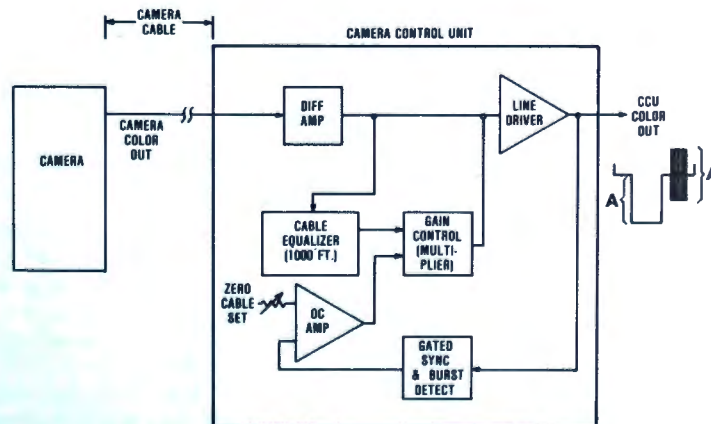 CAMERA
CABLE
CAMERA CONTROL UNIT
DIFF
AMP
LINE
DRIVER
CCU
COLOR
OUT
CAMERA
COLOR
OUT
CAMERA
A
A
CABLE
EQUALIZER
(1000 FT.)
GAIN
CONTROL
(MULTI-
PLIER)
ZERO
CABLE
SET
DC
AMP
GATED
SYNC
& BURST
DETECT